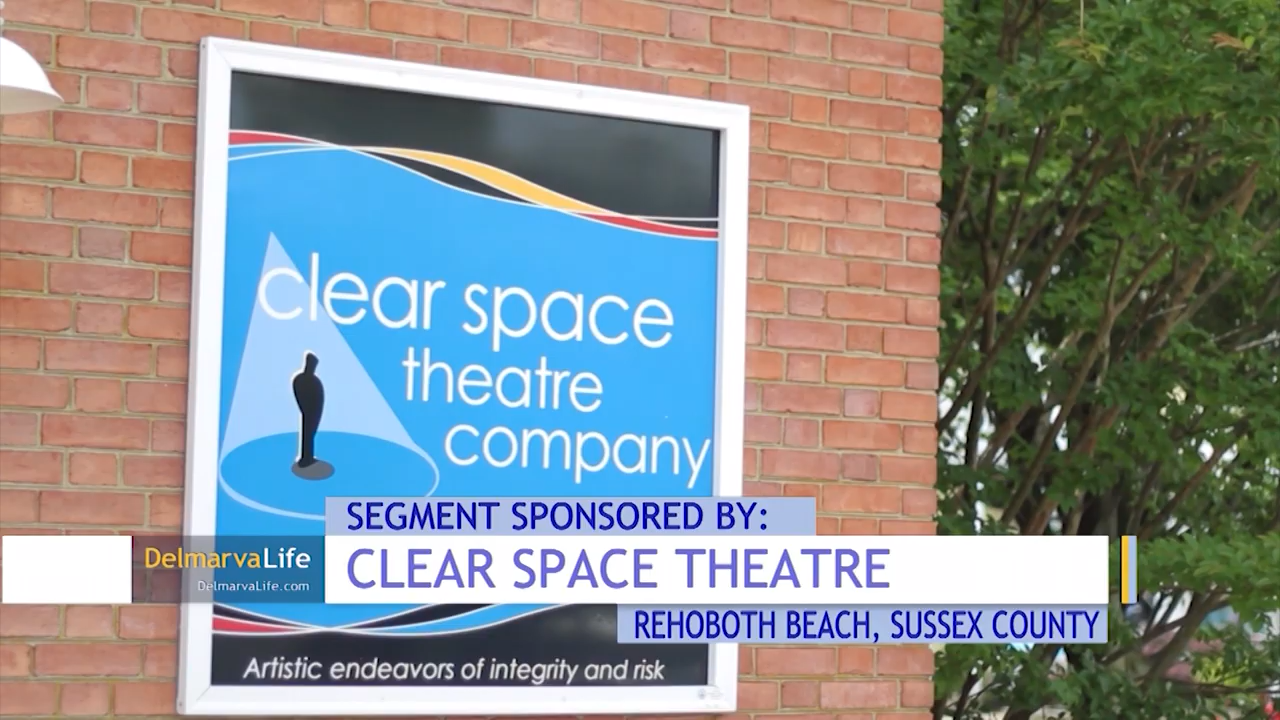 clear space
theatre
company
SEGMENT SPONSORED BY:
DelmarvaLife
DelmarvaLife.com
CLEAR SPACE THEATRE
REHOBOTH BEACH, SUSSEX COUNTY
Artistic endeavors of integrity and risk